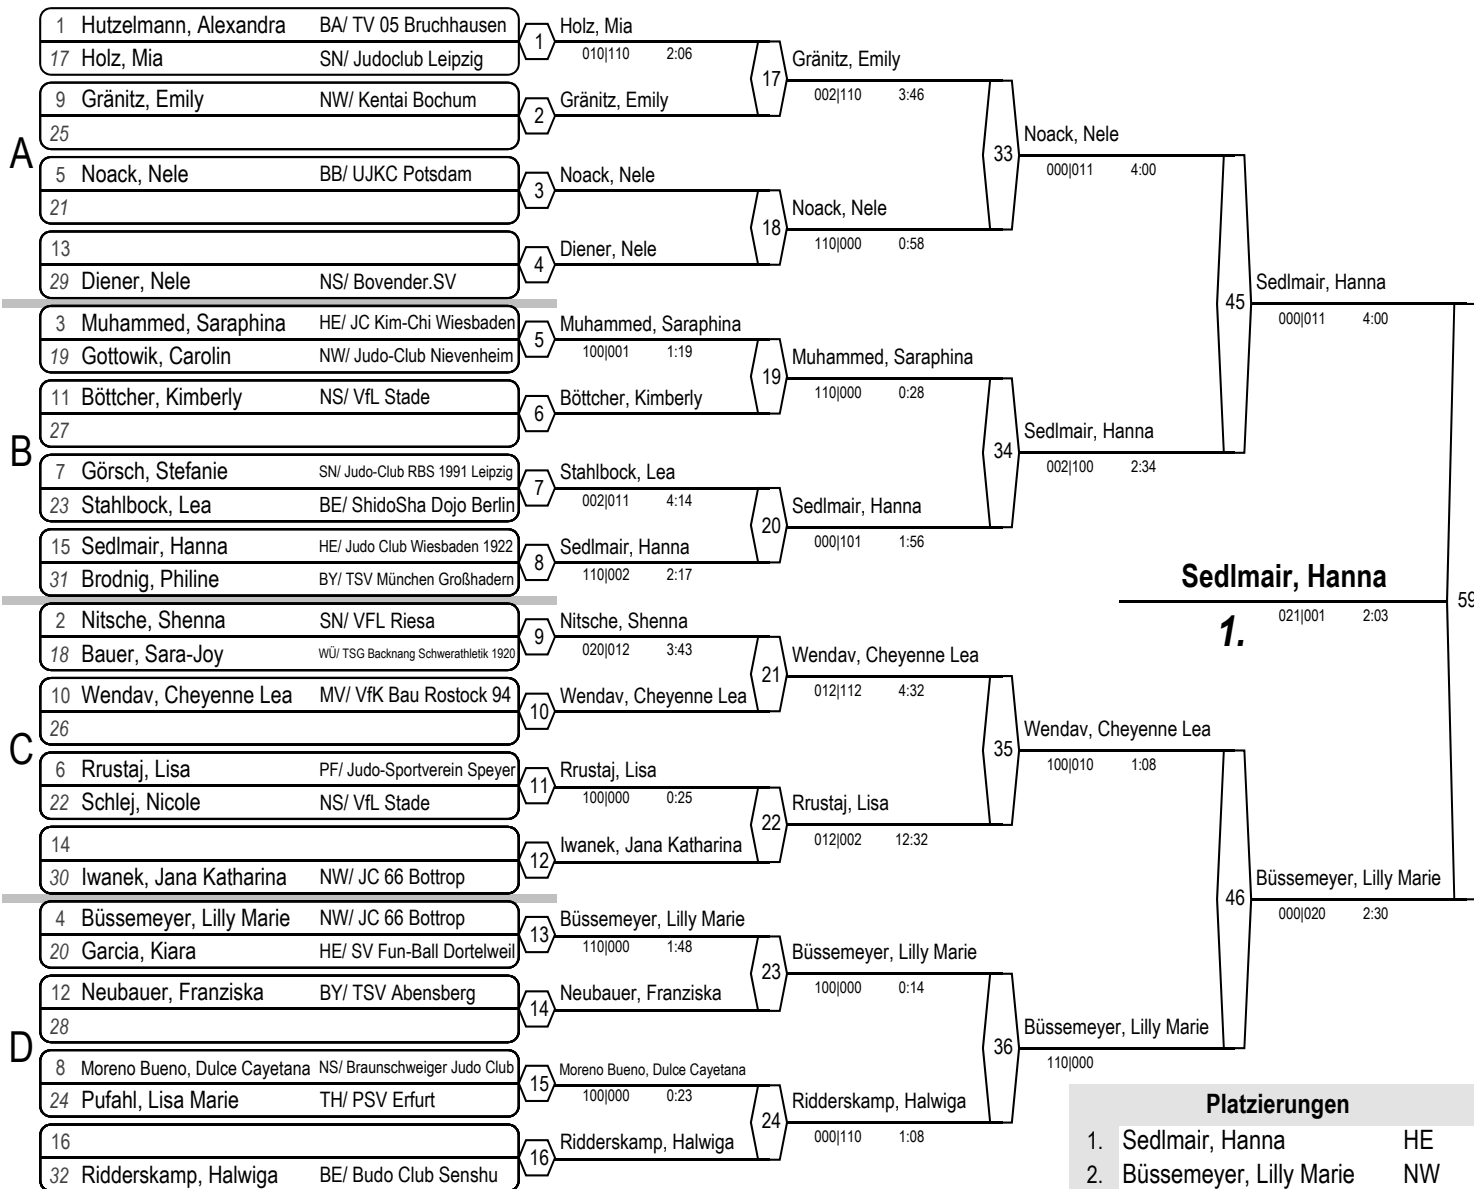 1 Hutzelmann, Alexandra BA/ TV 05 Bruchhausen
17 Holz, Mia SN/ Judoclub Leipzig
9 Gränitz, Emily NW/ Kentai Bochum
25
A
5 Noack, Nele BB/ UJKC Potsdam
21
13
29 Diener, Nele NS/ Bovender.SV
3 Muhammed, Saraphina HE/ JC Kim-Chi Wiesbaden
19 Gottowik, Carolin NW/ Judo-Club Nievenheim
11 Böttcher, Kimberly NS/ VfL Stade
27
B
7 Görsch, Stefanie SN/ Judo-Club RBS 1991 Leipzig
23 Stahlbock, Lea BE/ ShidoSha Dojo Berlin
15 Sedlmair, Hanna HE/ Judo Club Wiesbaden 1922
31 Brodnig, Philine BY/ TSV München Großhadern
2 Nitsche, Shenna SN/ VFL Riesa
18 Bauer, Sara-Joy WÜ/ TSG Backnang Schwerathletik 1920
10 Wendav, Cheyenne Lea MV/ VfK Bau Rostock 94
26
C
6 Rrustaj, Lisa PF/ Judo-Sportverein Speyer
22 Schlej, Nicole NS/ VfL Stade
14
30 Iwanek, Jana Katharina NW/ JC 66 Bottrop
4 Büssemeyer, Lilly Marie NW/ JC 66 Bottrop
20 Garcia, Kiara HE/ SV Fun-Ball Dortelweil
12 Neubauer, Franziska BY/ TSV Abensberg
28
D
8 Moreno Bueno, Dulce Cayetana NS/ Braunschweiger Judo Club
24 Pufahl, Lisa Marie TH/ PSV Erfurt
16
32 Ridderskamp, Halwiga BE/ Budo Club Senshu
1 Holz, Mia
010|110 2:06
2 Gränitz, Emily
3 Noack, Nele
4 Diener, Nele
5 Muhammed, Saraphina
100|001 1:19
6 Böttcher, Kimberly
7 Stahlbock, Lea
002|011 4:14
8 Sedlmair, Hanna
110|002 2:17
9 Nitsche, Shenna
020|012 3:43
10 Wendav, Cheyenne Lea
11 Rrustaj, Lisa
100|000 0:25
12 Iwanek, Jana Katharina
13 Büssemeyer, Lilly Marie
110|000 1:48
14 Neubauer, Franziska
15 Moreno Bueno, Dulce Cayetana
100|000 0:23
16 Ridderskamp, Halwiga
17 Gränitz, Emily
002|110 3:46
18 Noack, Nele
110|000 0:58
19 Muhammed, Saraphina
110|000 0:28
20 Sedlmair, Hanna
000|101 1:56
21 Wendav, Cheyenne Lea
012|112 4:32
22 Rrustaj, Lisa
012|002 12:32
23 Büssemeyer, Lilly Marie
100|000 0:14
24 Ridderskamp, Halwiga
000|110 1:08
33 Noack, Nele
000|011 4:00
34 Sedlmair, Hanna
002|100 2:34
35 Wendav, Cheyenne Lea
100|010 1:08
36 Büssemeyer, Lilly Marie
110|000
45 Sedlmair, Hanna
000|011 4:00
46 Büssemeyer, Lilly Marie
000|020 2:30
Sedlmair, Hanna
59
021|001 2:03
1.
Platzierungen
1. Sedlmair, Hanna HE
2. Büssemeyer, Lilly Marie NW